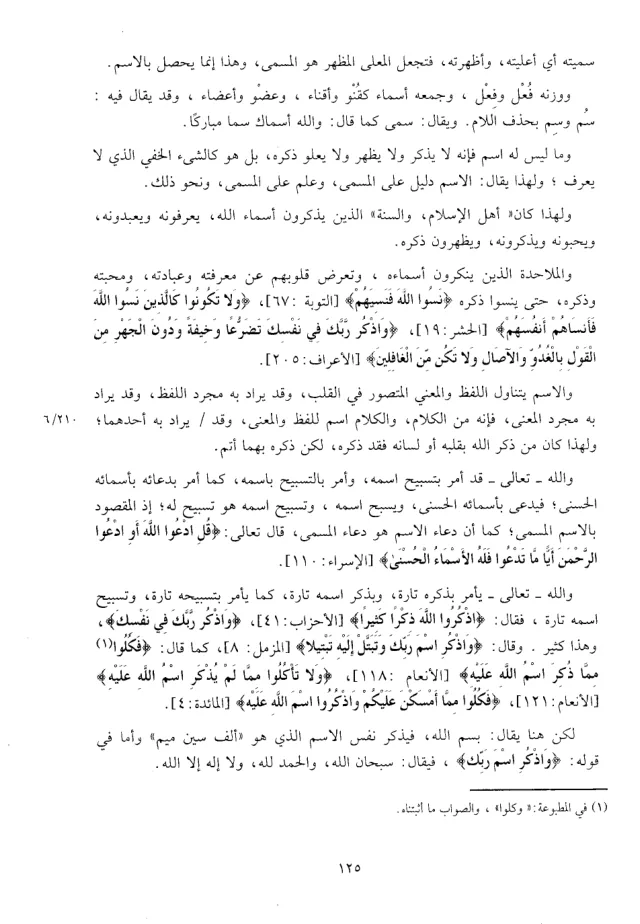 سميته أي أعليته، وأظهرته، فتجعل المعلى المظهر هو المسمى، وهذا إنما يحصل بالاسم.
ووزنه فُعْل وفِعْل ، وجمعه أسماء كقُنْو وأقناء ، وعضو وأعضاء ، وقد يقال فيه :
سُم وسِم بحذف اللام. ويقال: سمى كما قال: والله أسماك سما مباركًا.
وما ليس له اسم فإنه لا يذكر ولا يظهر ولا يعلو ذكره، بل هو كالشىء الخفي الذي لا
يعرف ؛ ولهذا يقال: الاسم دليل على المسمى، وعلم على المسمى، ونحو ذلك.
ولهذا كان« أهل الإسلام، والسنة» الذين يذكرون أسماء الله، يعرفونه ويعبدونه،
ويحبونه ويذكرونه، ويظهرون ذكره.
والملاحدة الذين ينكرون أسماءه ، وتعرض قلوبهم عن معرفته وعبادته، ومحبته
وذكره، حتى ينسوا ذكره ﴿نَسُوا اللَّهَ فَنَسِيَهُمْ﴾ [التوبة :٦٧]، ﴿وَلا تَكُونُوا كَالَّذِينَ نَسُوا اللَّهَ
فَأَنسَاهُمْ أَنفُسَهُمْ﴾ [الحشر:١٩]، ﴿وَاذْكُر رَّبَّكَ فِي نَفْسِكَ تَضَرُّعًا وَخِيفَةً وَدُونَ الْجَهْرِ مِنَ
الْقَوْلِ بِالْغُدُوِّ وَالآصَالِ وَلا تَكُن مِّنَ الْغَافِلِينَ﴾ [الأعراف:٢٠٥].
والاسم يتناول اللفظ والمعني المتصور في القلب، وقد يراد به مجرد اللفظ، وقد يراد
به مجرد المعنى، فإنه من الكلام، والكلام اسم للفظ والمعنى، وقد / يراد به أحدهما؛ ٦/٢١٠
ولهذا كان من ذكر الله بقلبه أو لسانه فقد ذكره، لكن ذكره بهما أتم.
والله ـ تعالى ـ قد أمر بتسبيح اسمه، وأمر بالتسبيح باسمه، كما أمر بدعائه بأسمائه
الحسنى؛ فيدعى بأسمائه الحسنى، ويسبح اسمه ، وتسبيح اسمه هو تسبيح له؛ إذ المقصود
بالاسم المسمى؛ كما أن دعاء الاسم هو دعاء المسمى، قال تعالى: ﴿قُلِ ادْعُوا اللَّهَ أَوِ ادْعُوا
الرَّحْمَنَ أَيًّا مَّا تَدْعُوا فَلَهُ الأَسْمَاءُ الْحُسْنَىٰ﴾ [الإسراء:١١٠].
والله ـ تعالى ـ يأمر بذكره تارة، وبذكر اسمه تارة، كما يأمر بتسبيحه تارة، وتسبيح
اسمه تارة ، فقال: ﴿اذْكُرُوا اللَّهَ ذِكْرًا كَثِيرًا﴾ [الأحزاب:٤١]، ﴿وَاذْكُر رَّبَّكَ فِي نَفْسِكَ﴾،
وهذا كثير . وقال: ﴿وَاذْكُرِ اسْمَ رَبِّكَ وَتَبَتَّلْ إِلَيْهِ تَبْتِيلا﴾ [المزمل: ٨]، كما قال: ﴿فَكُلُوا(١)
مِمَّا ذُكِرَ اسْمُ اللَّهِ عَلَيْهِ﴾ [الأنعام :١١٨]، ﴿وَلا تَأْكُلُوا مِمَّا لَمْ يُذْكَرِ اسْمُ اللَّهِ عَلَيْهِ﴾
[الأنعام:١٢١]، ﴿فَكُلُوا مِمَّا أَمْسَكْنَ عَلَيْكُمْ وَاذْكُرُوا اسْمَ اللَّهِ عَلَيْهِ﴾ [المائدة:٤].
لكن هنا يقال: بسم الله، فيذكر نفس الاسم الذي هو «ألف سين ميم» وأما في
قوله: ﴿وَاذْكُرِ اسْمَ رَبِّكَ﴾ ، فيقال: سبحان الله، والحمد لله، ولا إله إلا الله.
(١) في المطبوعة:« وكلوا» ، والصواب ما أثبتناه.
١٢٥